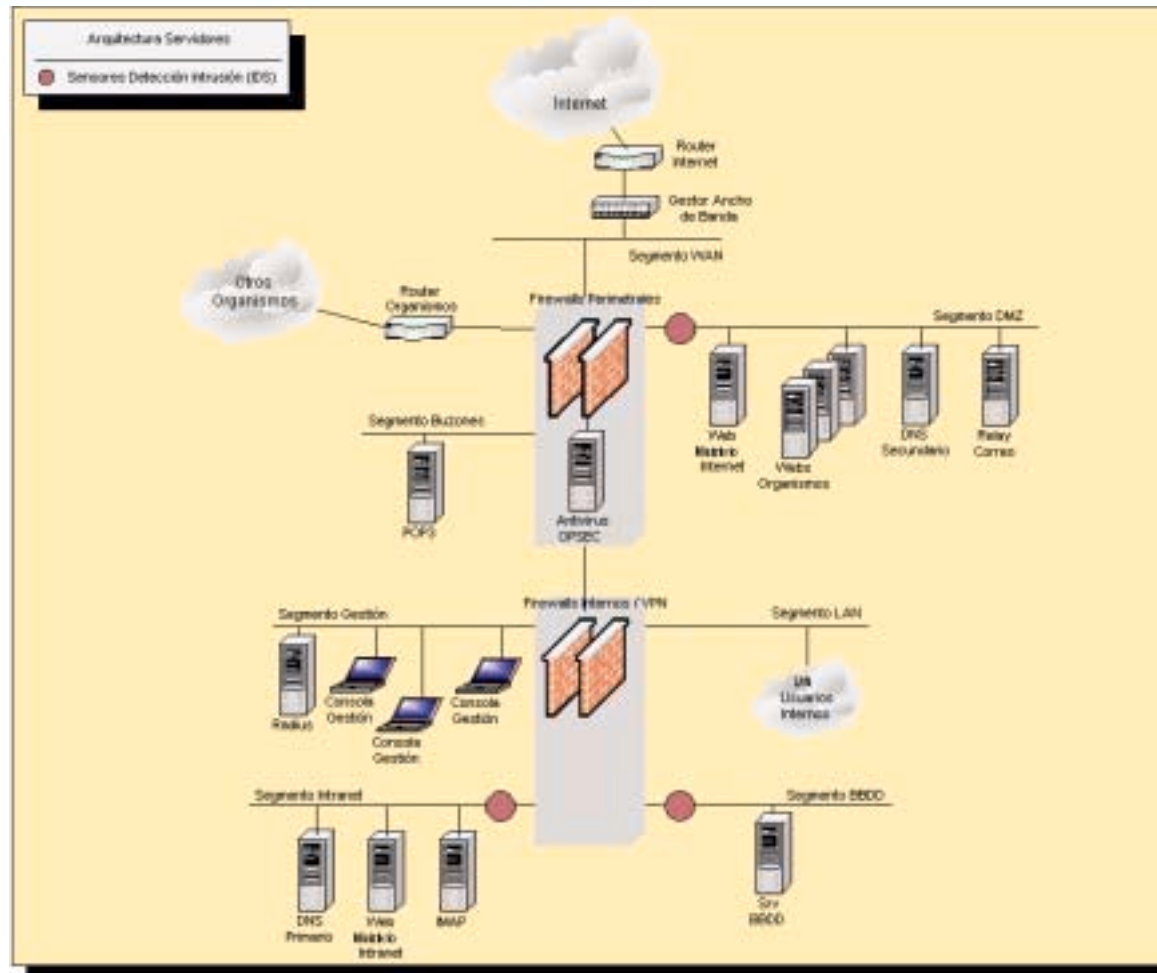 Arquitectura Servidores
Sensores Detección Intrusión (IDS)
Internet
Router
Internet
Gestor Ancho
de Banda
Segmento WAN
Otros
Organismos
Router
Organismos
Firewalls Perimetrales
Segmento DMZ
Web
Internet
Webs
Organismos
DNS
Secundario
Relay
Correo
Segmento Buzones
POP3
Antivirus
OPSEC
Segmento Gestión
Firewalls Internos / VPN
Segmento LAN
Radius
Consola
Gestión
Consola
Gestión
Consola
Gestión
Usuarios
Internos
Segmento Intranet
Segmento BBDD
DNS
Primario
Web
Intranet
IMAP
Srv
BBDD